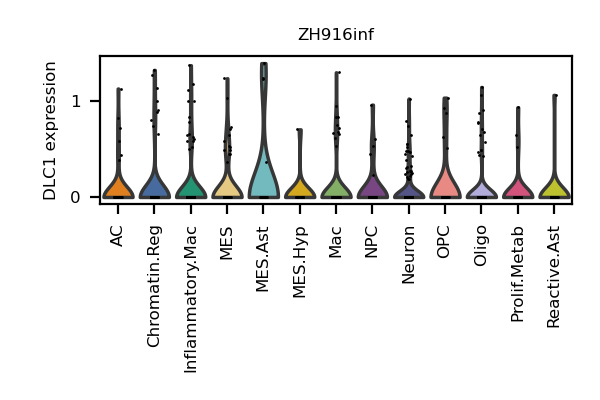 ZH916inf
DLC1 expression
1
0
AC
Chromatin.Reg
Inflammatory.Mac
MES
MES.Ast
MES.Hyp
Mac
NPC
Neuron
OPC
Oligo
Prolif.Metab
Reactive.Ast